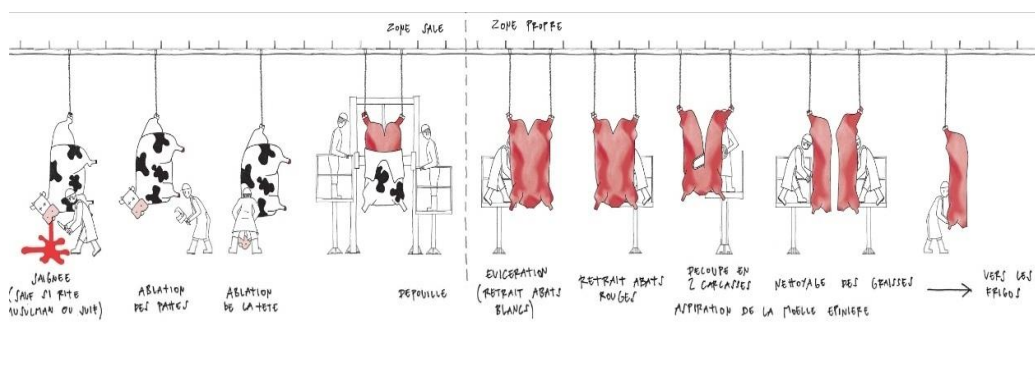 ZONE SALE
ZONE PROPRE
SAIGNEE
(SAUF SI RITE
MUSULMAN OU JUIF)
ABLATION
DES PATTES
ABLATION
DE LA TETE
DEPOUILLE
EVICERATION
(RETRAIT ABATS
BLANCS)
RETRAIT ABATS
ROUGES
DECOUPE EN
2 CARCASSES
ASPIRATION DE LA MOELLE EPINIERE
NETTOYAGE DES GRAISSES
VERS LES
FRIGOS